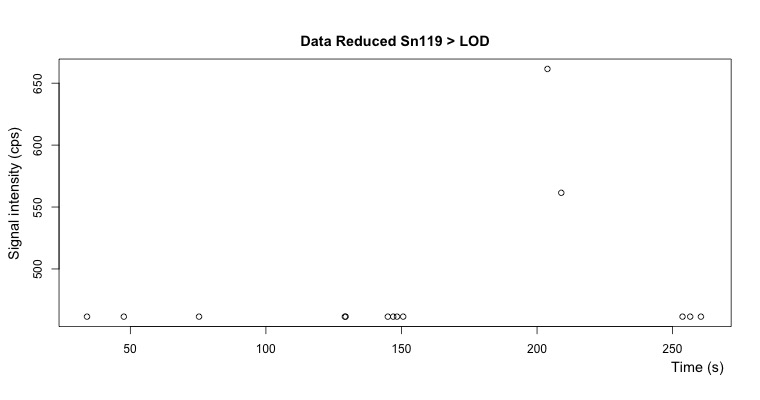 Data Reduced Sn119 > LOD
Signal intensity (cps)
650
600
550
500
50 100 150 200 250
Time (s)